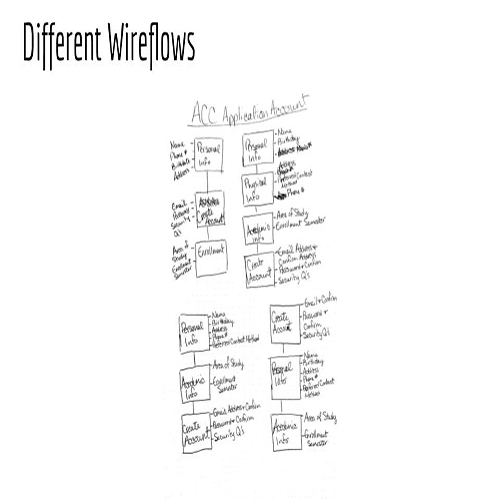 Different Wireflows
ACC Application Account
Name
Phone #
Birthdate
Address
Personal
Info
Email
Password
Security
Q's
Create
Account
Area of
Study
Enrollment
Semester
Enrollment
Personal
Info
Name
Birthday
Physical
Info
Address
Preferred Contact
Method
Phone #
Academic
Info
Area of Study
Enrollment Semester
Create
Account
Email Address +
Confirm Address
Password + Confirm
Security Q's
Personal
Info
Name
Birthday
Address
Phone #
Preferred Contact Method
Academic
Info
Area of Study
Enrollment
Semester
Create
Account
Email Address + Confirm
Password + Confirm
Security Q's
Create
Account
Email + Confirm
Password +
Confirm
Security Q's
Personal
Info
Name
Birthday
Address
Phone #
Preferred Contact
Method
Academic
Info
Area of Study
Enrollment
Semester